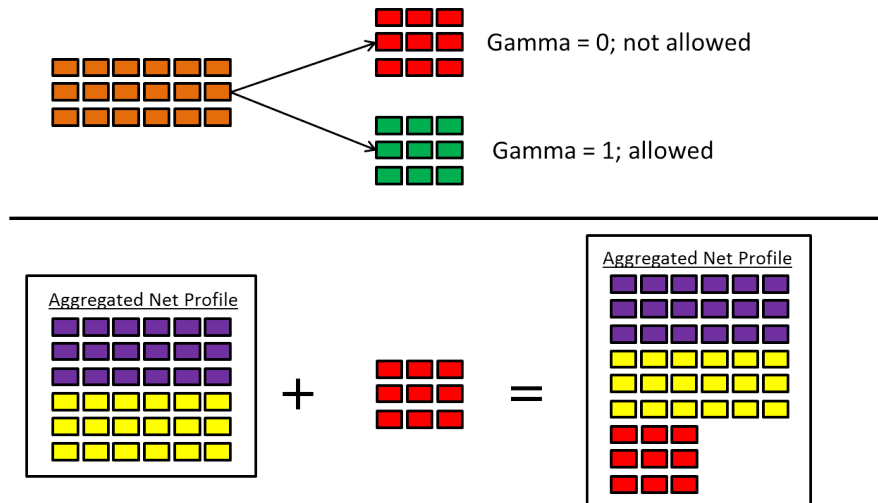 Gamma = 0; not allowed
Gamma = 1; allowed
Aggregated Net Profile
Aggregated Net Profile
+
=